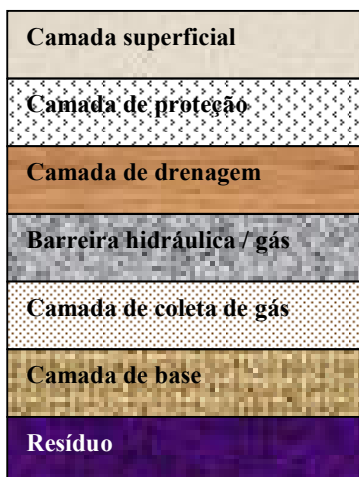 Camada superficial
Camada de proteção
Camada de drenagem
Barreira hidráulica / gás
Camada de coleta de gás
Camada de base
Resíduo